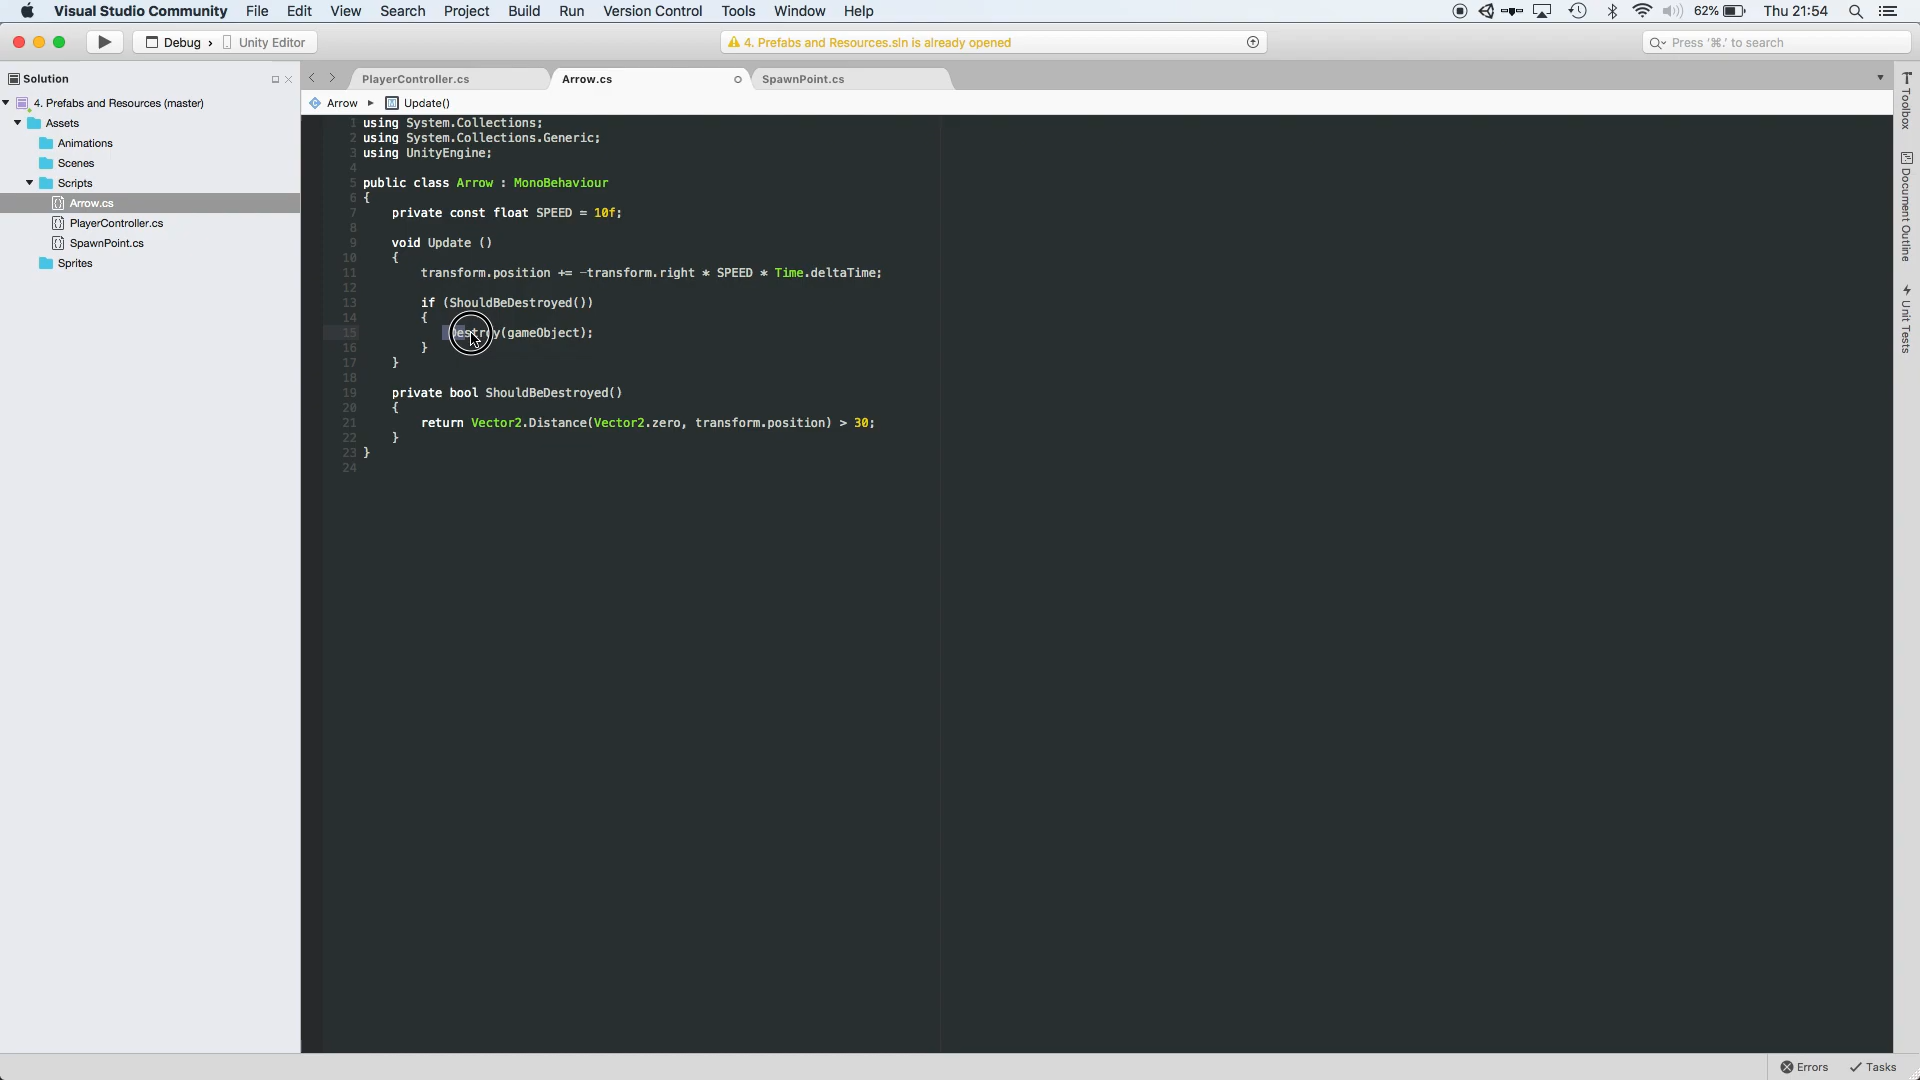 Visual Studio Community File Edit View Search Project Build Run Version Control Tools Window Help 62% Thu 21:54
Debug › Unity Editor 4. Prefabs and Resources.sln is already opened Press '⌘.' to search
Solution
4. Prefabs and Resources (master)
Assets
Animations
Scenes
Scripts
Arrow.cs
PlayerController.cs
SpawnPoint.cs
Sprites
PlayerController.cs Arrow.cs SpawnPoint.cs
Arrow ▸ Update()
1 using System.Collections;
2 using System.Collections.Generic;
3 using UnityEngine;
4
5 public class Arrow : MonoBehaviour
6 {
7 private const float SPEED = 10f;
8
9 void Update ()
10 {
11 transform.position += -transform.right * SPEED * Time.deltaTime;
12
13 if (ShouldBeDestroyed())
14 {
15 Destroy(gameObject);
16 }
17 }
18
19 private bool ShouldBeDestroyed()
20 {
21 return Vector2.Distance(Vector2.zero, transform.position) > 30;
22 }
23 }
24
Toolbox
Document Outline
Unit Tests
Errors Tasks